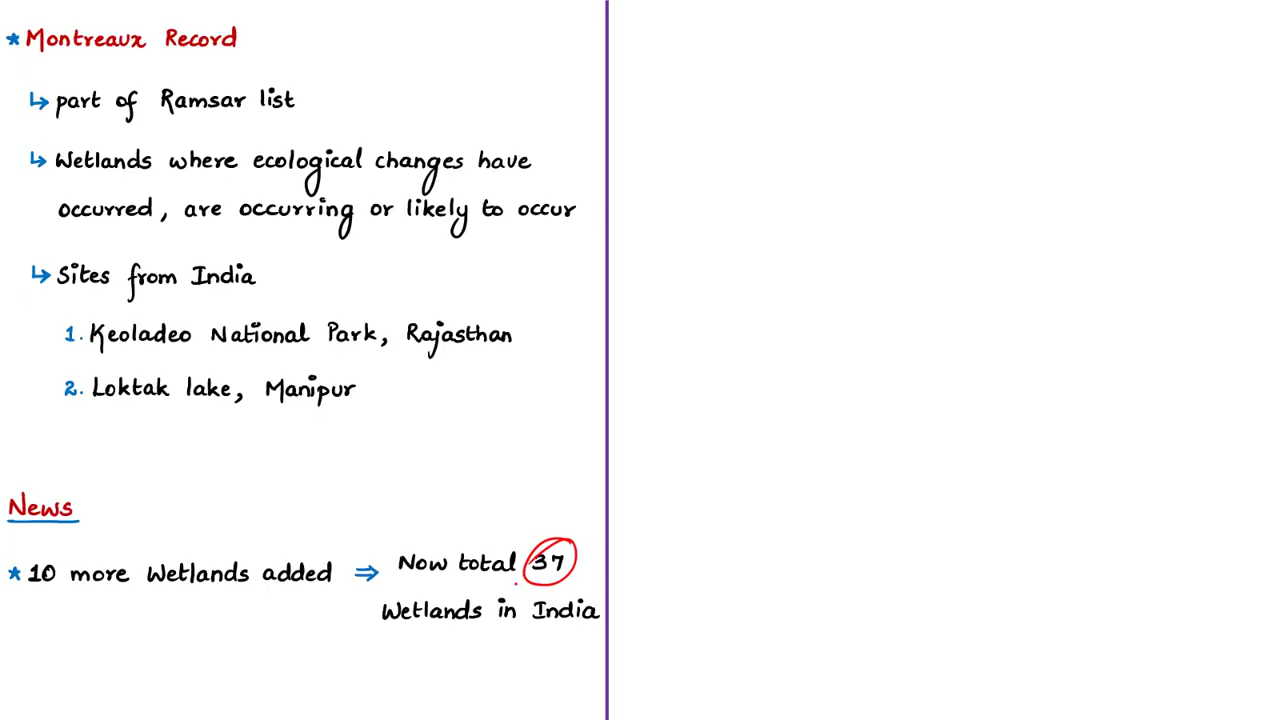 * Montreaux Record
↳ part of Ramsar list
↳ Wetlands where ecological changes have
occurred, are occurring or likely to occur
↳ Sites from India
1. Keoladeo National Park, Rajasthan
2. Loktak lake, Manipur
News
* 10 more Wetlands added ⇒ Now total 37
Wetlands in India